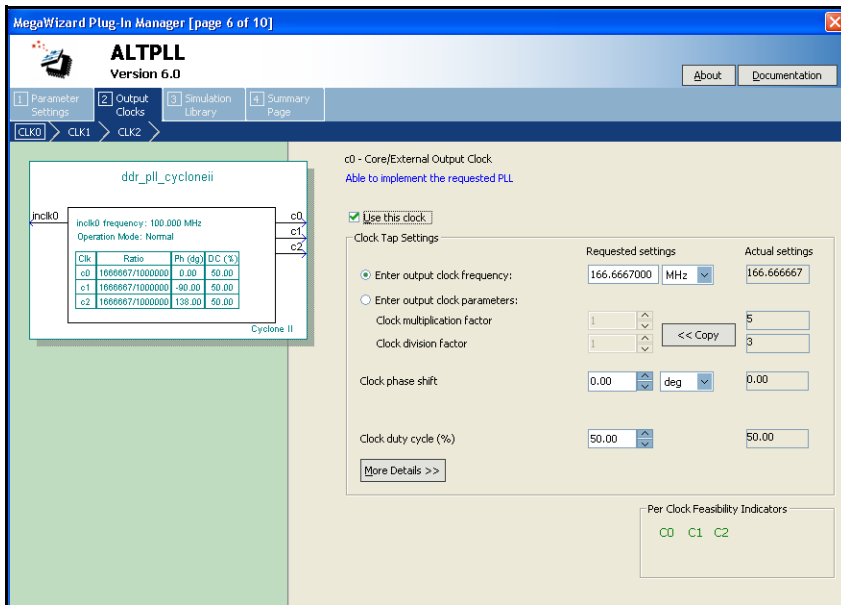 MegaWizard Plug-In Manager [page 6 of 10]
ALTPLL
Version 6.0
About
Documentation
1 Parameter Settings
2 Output Clocks
3 Simulation Library
4 Summary Page
CLK0
CLK1
CLK2
ddr_pll_cycloneii
inclk0
inclk0 frequency: 100.000 MHz
Operation Mode: Normal
Clk Ratio Ph (dg) DC (%)
c0 1666667/1000000 0.00 50.00
c1 1666667/1000000 -90.00 50.00
c2 1666667/1000000 138.00 50.00
c0
c1
c2
Cyclone II
c0 - Core/External Output Clock
Able to implement the requested PLL
Use this clock
Clock Tap Settings
Requested settings Actual settings
Enter output clock frequency: 166.6667000 MHz 166.666667
Enter output clock parameters:
Clock multiplication factor 1 5
<< Copy
Clock division factor 1 3
Clock phase shift 0.00 deg 0.00
Clock duty cycle (%) 50.00 50.00
More Details >>
Per Clock Feasibility Indicators
C0 C1 C2